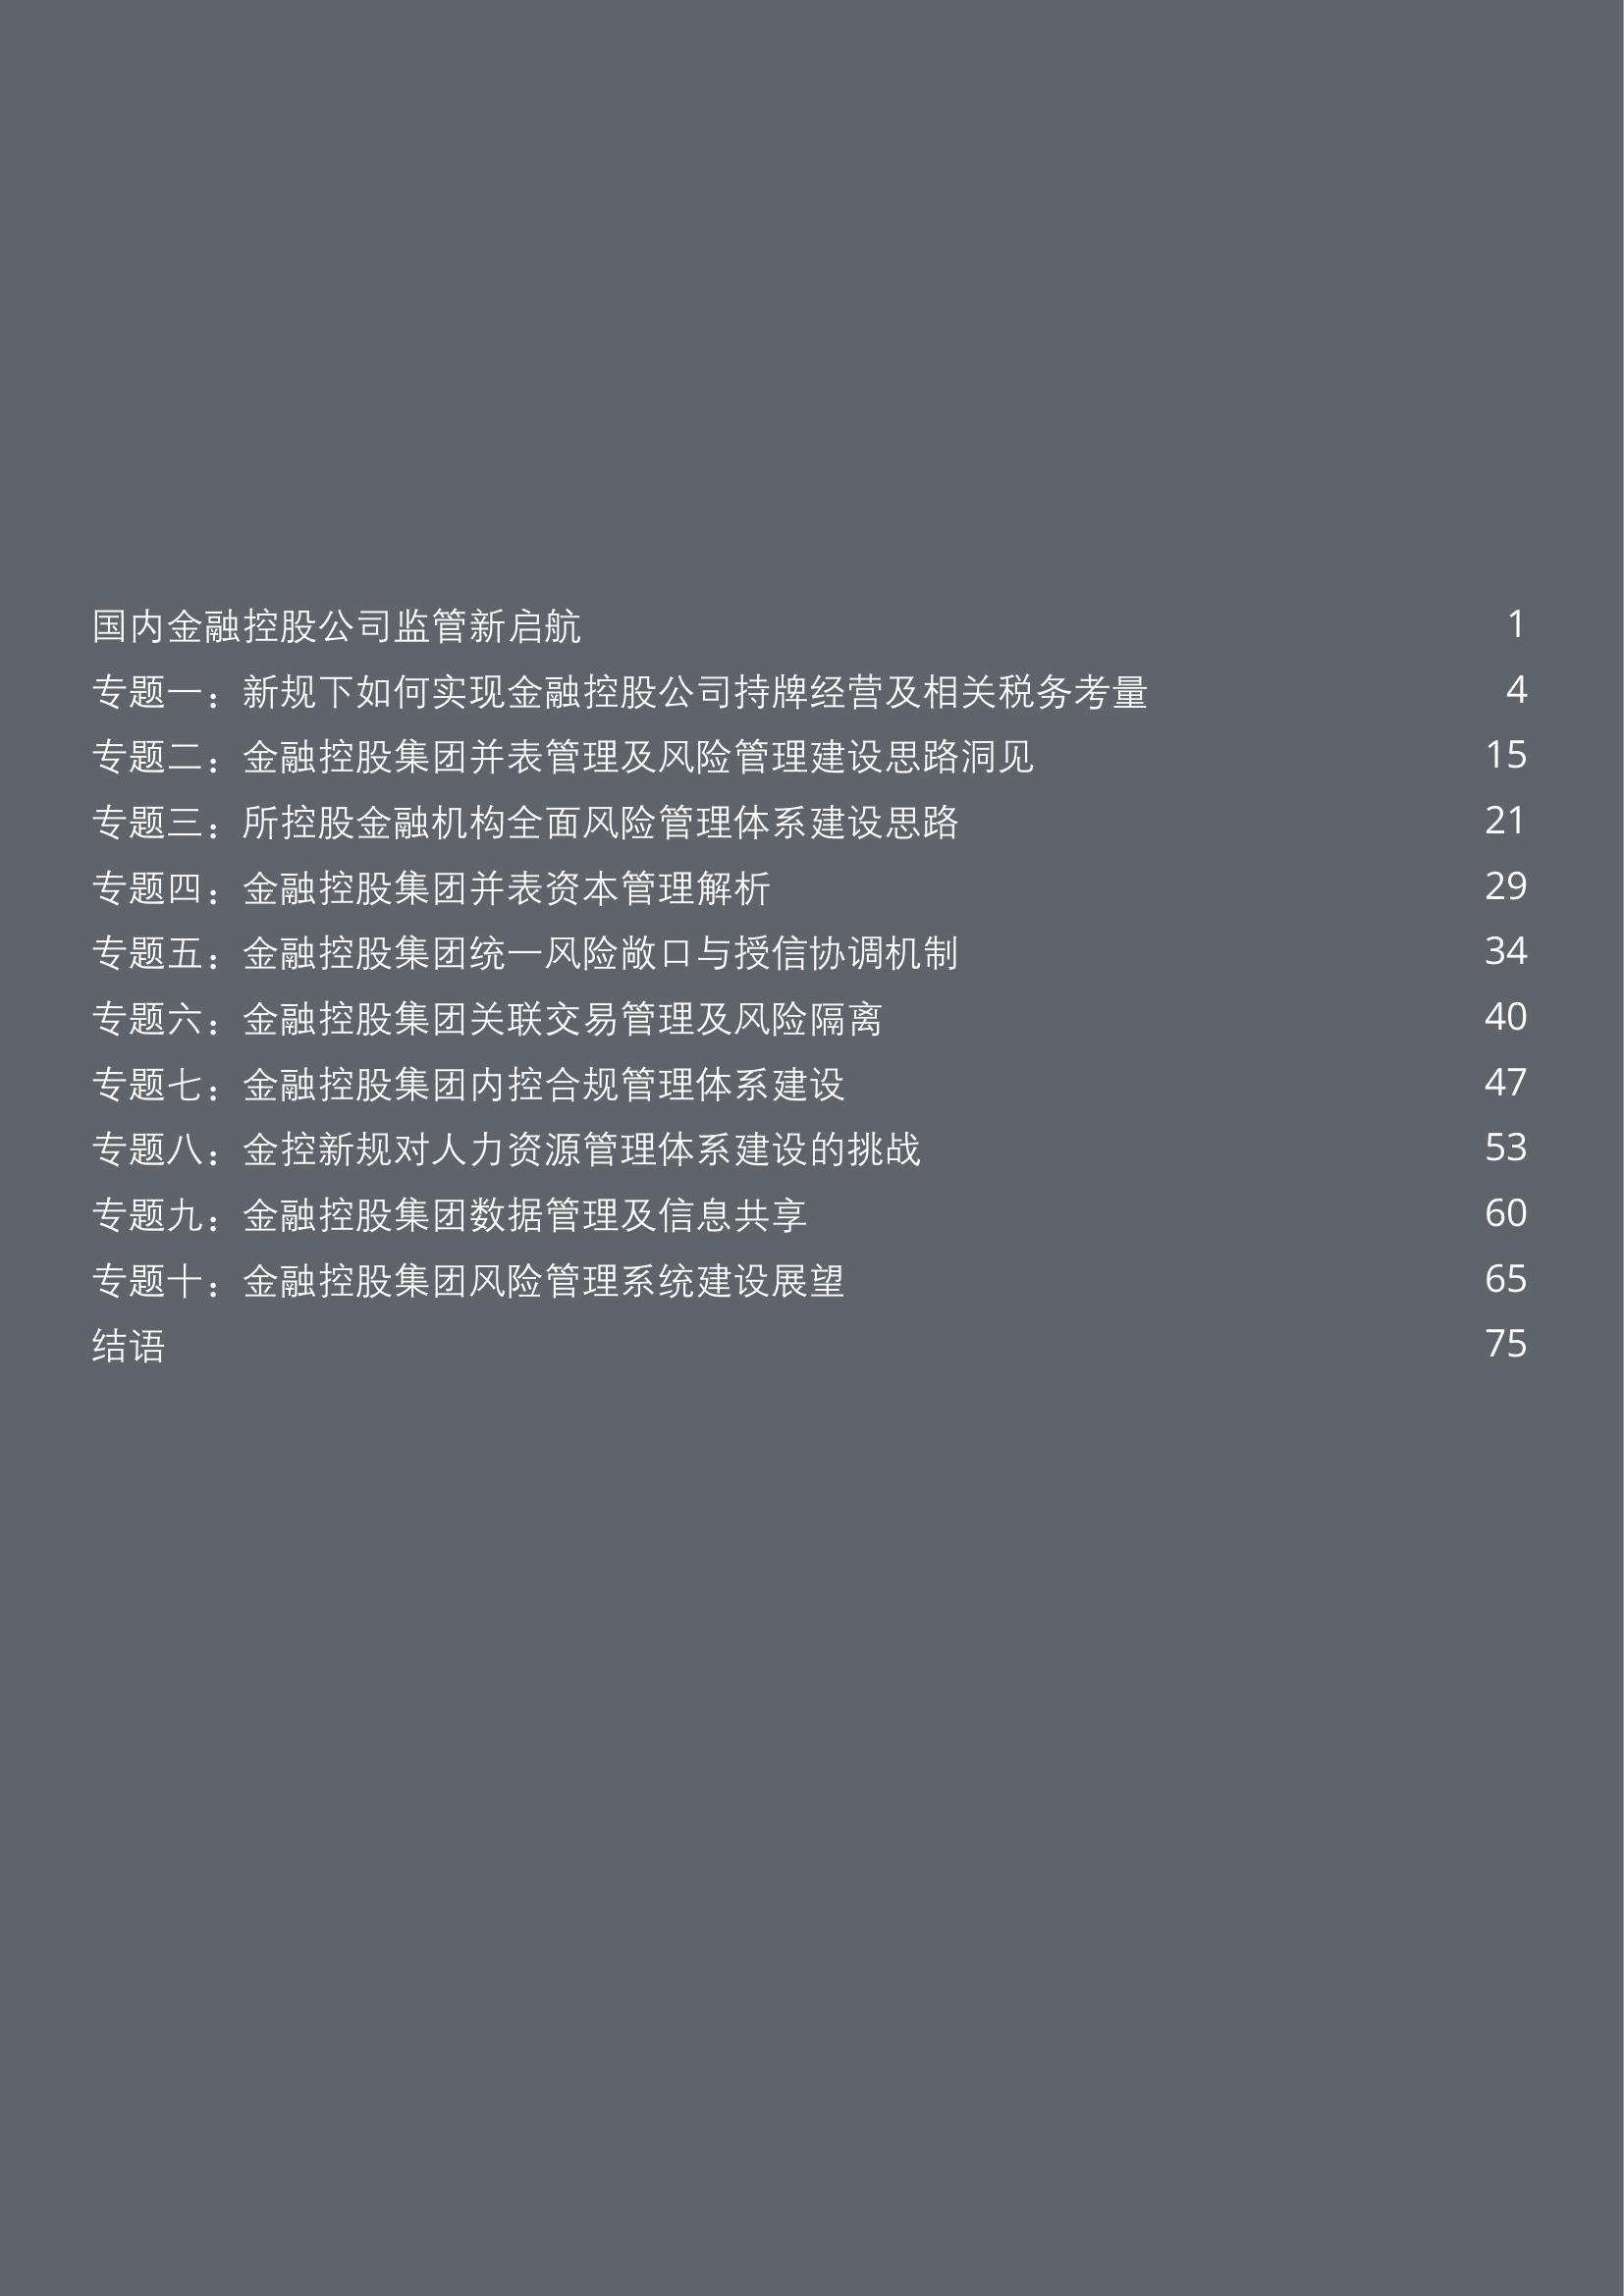 国内金融控股公司监管新启航 1
专题一：新规下如何实现金融控股公司持牌经营及相关税务考量 4
专题二：金融控股集团并表管理及风险管理建设思路洞见 15
专题三：所控股金融机构全面风险管理体系建设思路 21
专题四：金融控股集团并表资本管理解析 29
专题五：金融控股集团统一风险敞口与授信协调机制 34
专题六：金融控股集团关联交易管理及风险隔离 40
专题七：金融控股集团内控合规管理体系建设 47
专题八：金控新规对人力资源管理体系建设的挑战 53
专题九：金融控股集团数据管理及信息共享 60
专题十：金融控股集团风险管理系统建设展望 65
结语 75